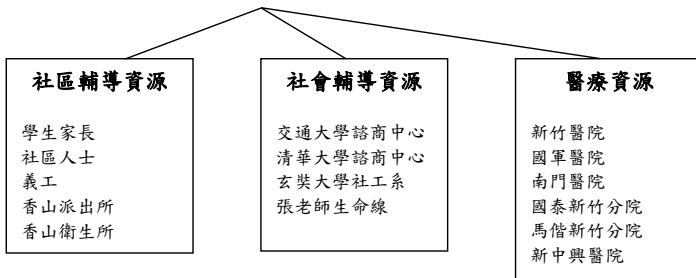 社區輔導資源
學生家長
社區人士
義工
香山派出所
香山衛生所
社會輔導資源
交通大學諮商中心
清華大學諮商中心
玄奘大學社工系
張老師生命線
醫療資源
新竹醫院
國軍醫院
南門醫院
國泰新竹分院
馬偕新竹分院
新中興醫院